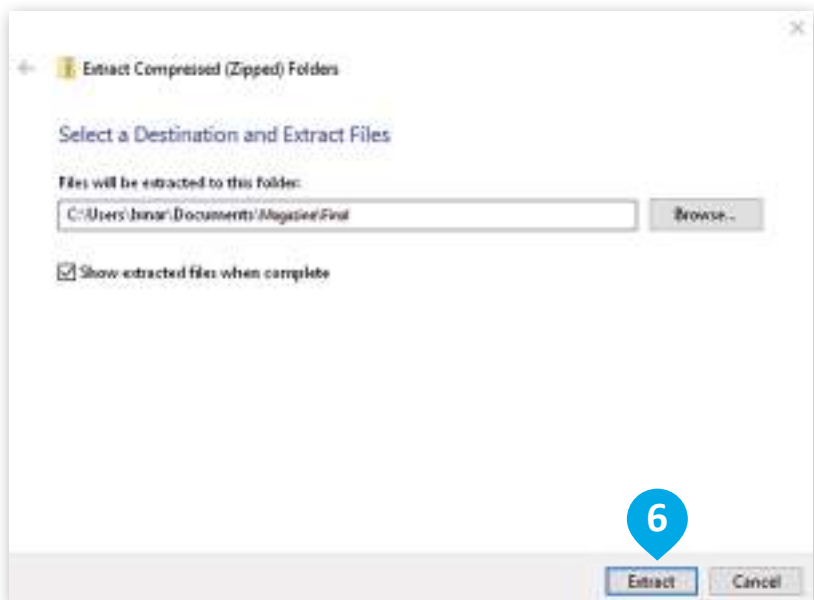 Extract Compressed (Zipped) Folders
Select a Destination and Extract Files
Files will be extracted to this folder:
C:\Users\bınar\Documents\Magazine\Final
Browse...
Show extracted files when complete
6
Extract
Cancel